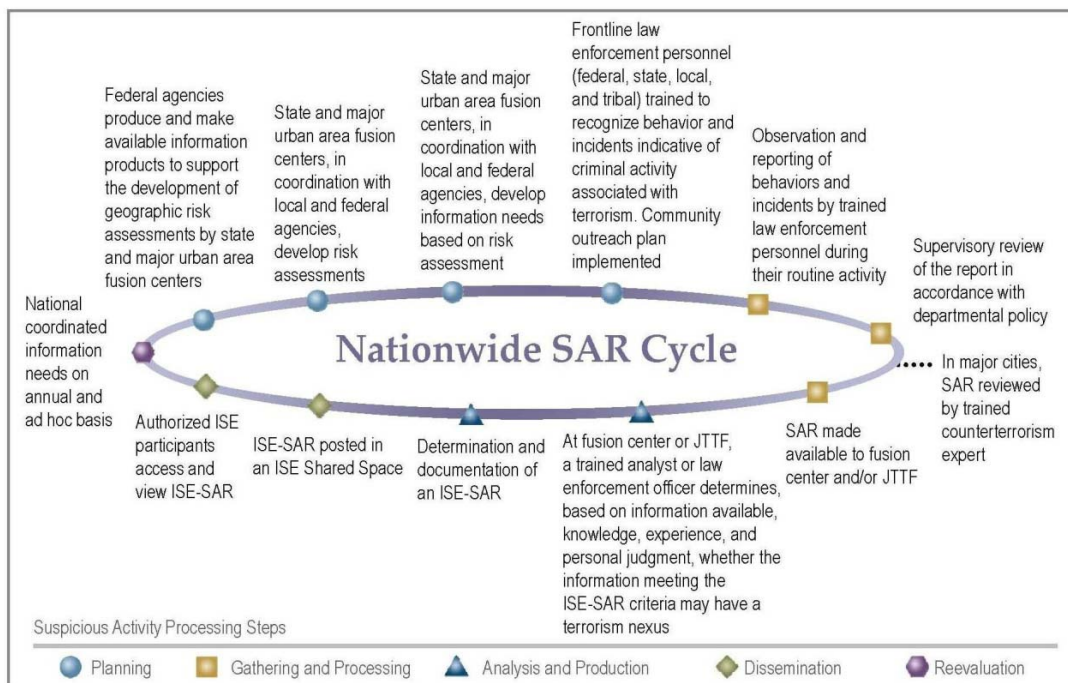 Federal agencies
produce and make
available information
products to support
the development of
geographic risk
assessments by state
and major urban area
fusion centers
State and major
urban area fusion
centers, in
coordination with
local and federal
agencies,
develop risk
assessments
State and major
urban area fusion
centers, in
coordination with
local and federal
agencies, develop
information needs
based on risk
assessment
Frontline law
enforcement personnel
(federal, state, local,
and tribal) trained to
recognize behavior and
incidents indicative of
criminal activity
associated with
terrorism. Community
outreach plan
implemented
Observation and
reporting of
behaviors and
incidents by trained
law enforcement
personnel during
their routine activity
Supervisory review
of the report in
accordance with
departmental policy
In major cities,
SAR reviewed
by trained
counterterrorism
expert
SAR made
available to fusion
center and/or JTTF
At fusion center or JTTF,
a trained analyst or law
enforcement officer determines,
based on information available,
knowledge, experience, and
personal judgment, whether the
information meeting the
ISE-SAR criteria may have a
terrorism nexus
Determination and
documentation of
an ISE-SAR
ISE-SAR posted in
an ISE Shared Space
Authorized ISE
participants
access and
view ISE-SAR
National
coordinated
information
needs on
annual and
ad hoc basis
Nationwide SAR Cycle
Suspicious Activity Processing Steps
Planning
Gathering and Processing
Analysis and Production
Dissemination
Reevaluation